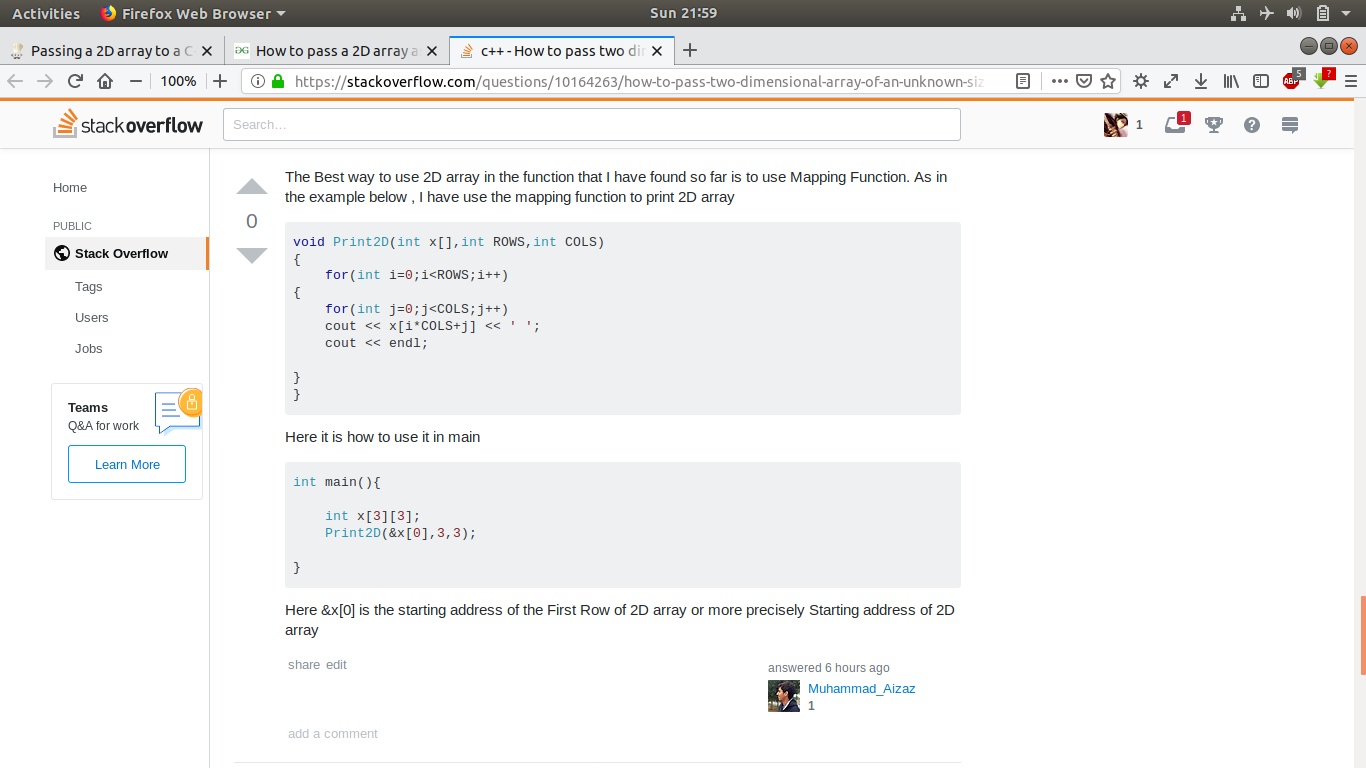 Activities Firefox Web Browser Sun 21:59
Passing a 2D array to a C
How to pass a 2D array a
c++ - How to pass two di
100%
https://stackoverflow.com/questions/10164263/how-to-pass-two-dimensional-array-of-an-unknown-siz
ABP 5 ?
stackoverflow
Search…
1
1
Home
PUBLIC
Stack Overflow
Tags
Users
Jobs
Teams
Q&A for work
Learn More
0
The Best way to use 2D array in the function that I have found so far is to use Mapping Function. As in
the example below , I have use the mapping function to print 2D array
void Print2D(int x[],int ROWS,int COLS)
{
    for(int i=0;i<ROWS;i++)
{
    for(int j=0;j<COLS;j++)
    cout << x[i*COLS+j] << ' ';
    cout << endl;
}
}
Here it is how to use it in main
int main(){
    int x[3][3];
    Print2D(&x[0],3,3);
}
Here &x[0] is the starting address of the First Row of 2D array or more precisely Starting address of 2D
array
share edit
answered 6 hours ago
Muhammad_Aizaz
1
add a comment